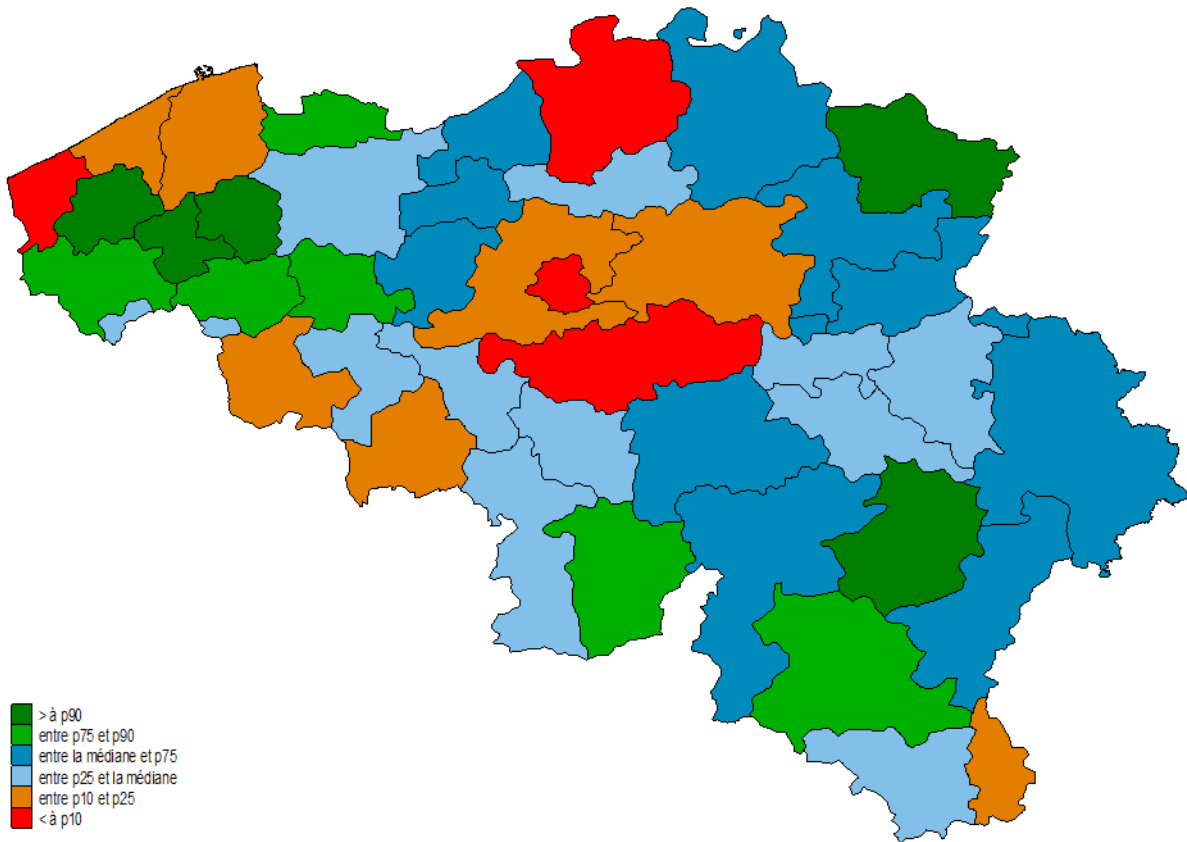 > à p90
entre p75 et p90
entre la médiane et p75
entre p25 et la médiane
entre p10 et p25
< à p10